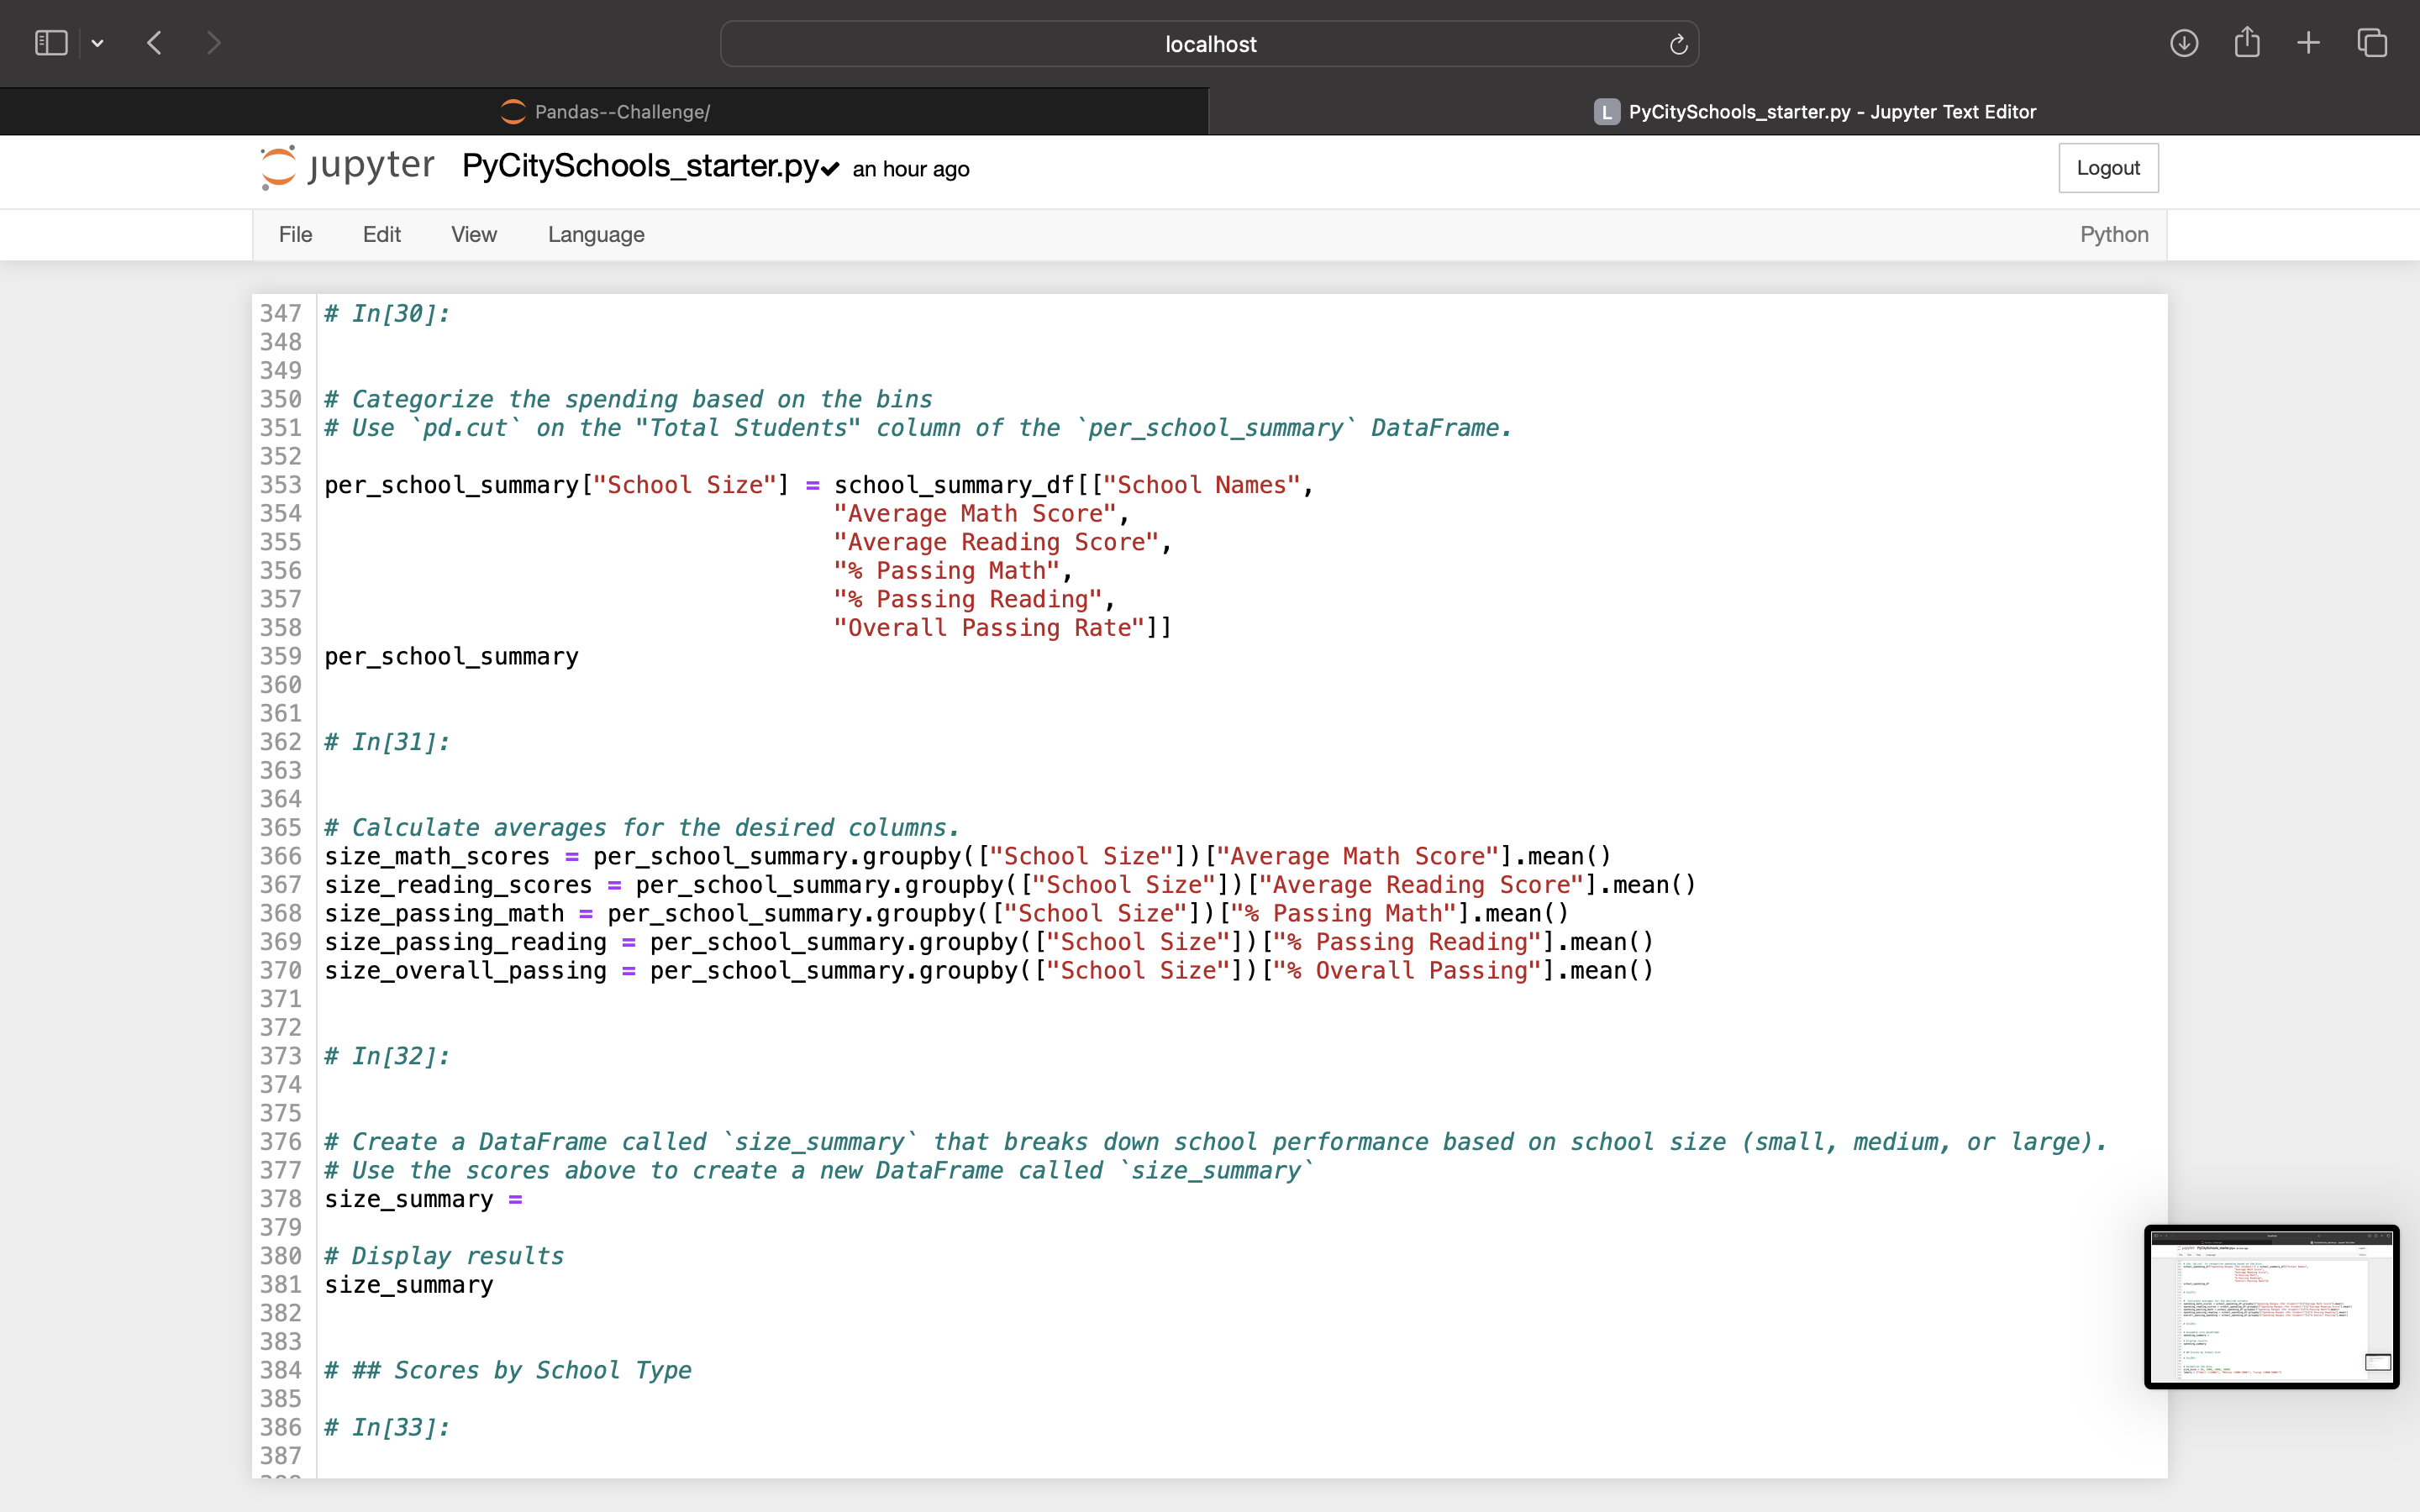 localhost
Pandas--Challenge/
L PyCitySchools_starter.py - Jupyter Text Editor
jupyter PyCitySchools_starter.py✔ an hour ago
Logout
File Edit View Language Python
347 # In[30]:
348
349
350 # Categorize the spending based on the bins
351 # Use `pd.cut` on the "Total Students" column of the `per_school_summary` DataFrame.
352
353 per_school_summary["School Size"] = school_summary_df[["School Names",
354 "Average Math Score",
355 "Average Reading Score",
356 "% Passing Math",
357 "% Passing Reading",
358 "Overall Passing Rate"]]
359 per_school_summary
360
361
362 # In[31]:
363
364
365 # Calculate averages for the desired columns.
366 size_math_scores = per_school_summary.groupby(["School Size"])["Average Math Score"].mean()
367 size_reading_scores = per_school_summary.groupby(["School Size"])["Average Reading Score"].mean()
368 size_passing_math = per_school_summary.groupby(["School Size"])["% Passing Math"].mean()
369 size_passing_reading = per_school_summary.groupby(["School Size"])["% Passing Reading"].mean()
370 size_overall_passing = per_school_summary.groupby(["School Size"])["% Overall Passing"].mean()
371
372
373 # In[32]:
374
375
376 # Create a DataFrame called `size_summary` that breaks down school performance based on school size (small, medium, or large).
377 # Use the scores above to create a new DataFrame called `size_summary`
378 size_summary =
379
380 # Display results
381 size_summary
382
383
384 # ## Scores by School Type
385
386 # In[33]:
387